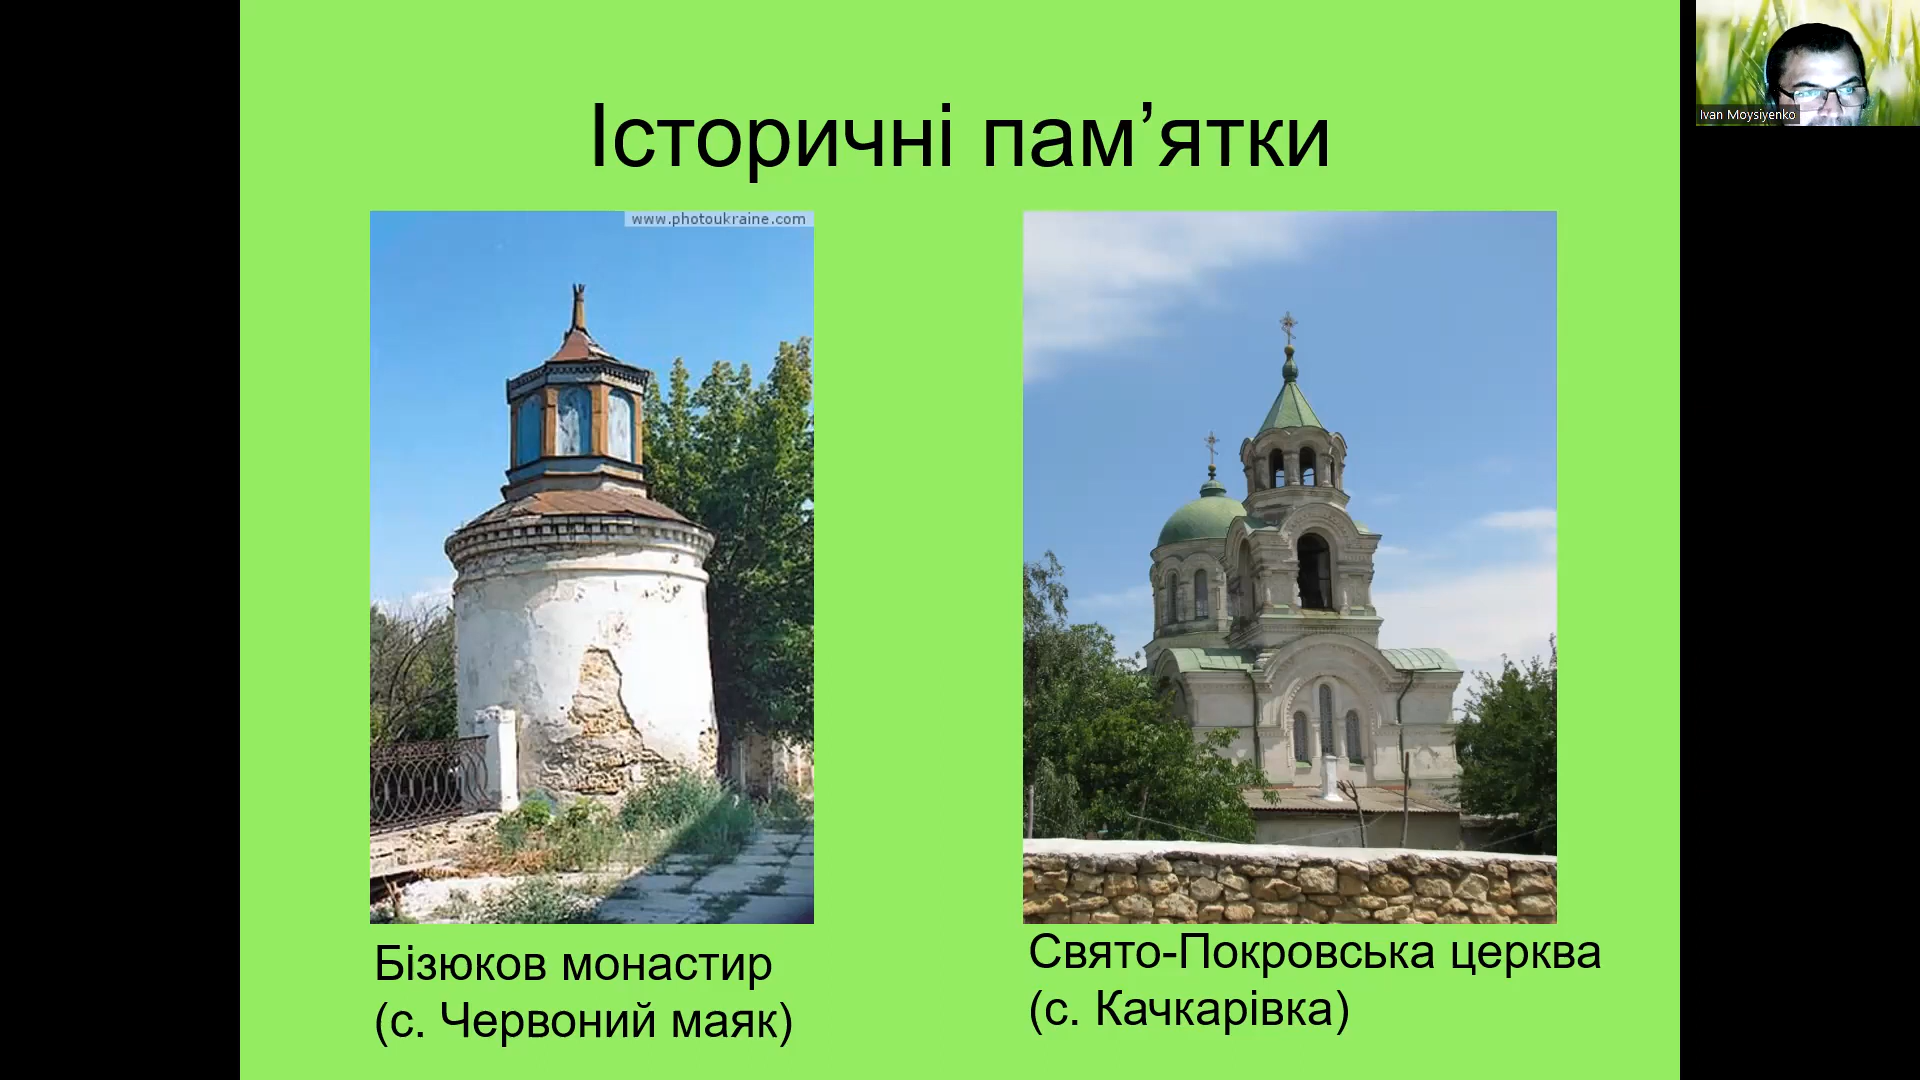 Історичні пам’ятки
www.photoukraine.com
Ivan Moysiyenko
Бізюков монастир
(с. Червоний маяк)
Свято-Покровська церква
(с. Качкарівка)